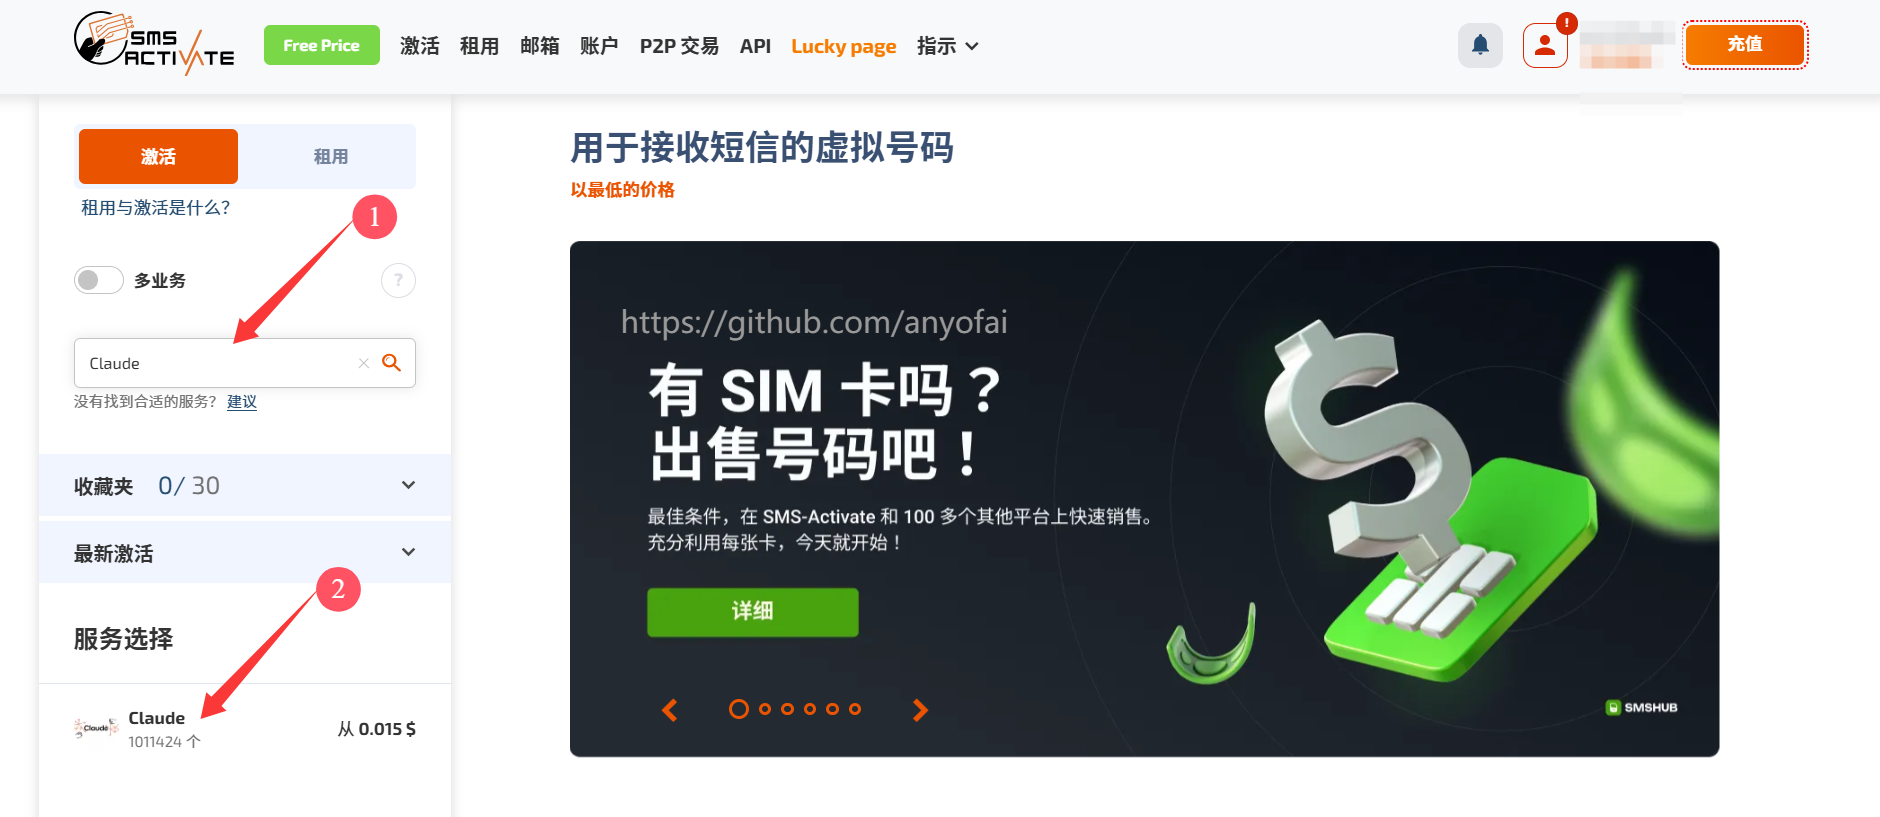 SMS
ACTIVATE
Free Price
激活
租用
邮箱
账户
P2P 交易
API
Lucky page
指示
!
充值
激活
租用
租用与激活是什么？
1
多业务
?
Claude
没有找到合适的服务？ 建议
收藏夹 0/ 30
最新激活
2
服务选择
Claude
Claude
1011424 个
从 0.015 $
用于接收短信的虚拟号码
以最低的价格
https://github.com/anyofai
有 SIM 卡吗？
出售号码吧！
最佳条件，在 SMS-Activate 和 100 多个其他平台上快速销售。
充分利用每张卡，今天就开始！
详细
SMSHUB